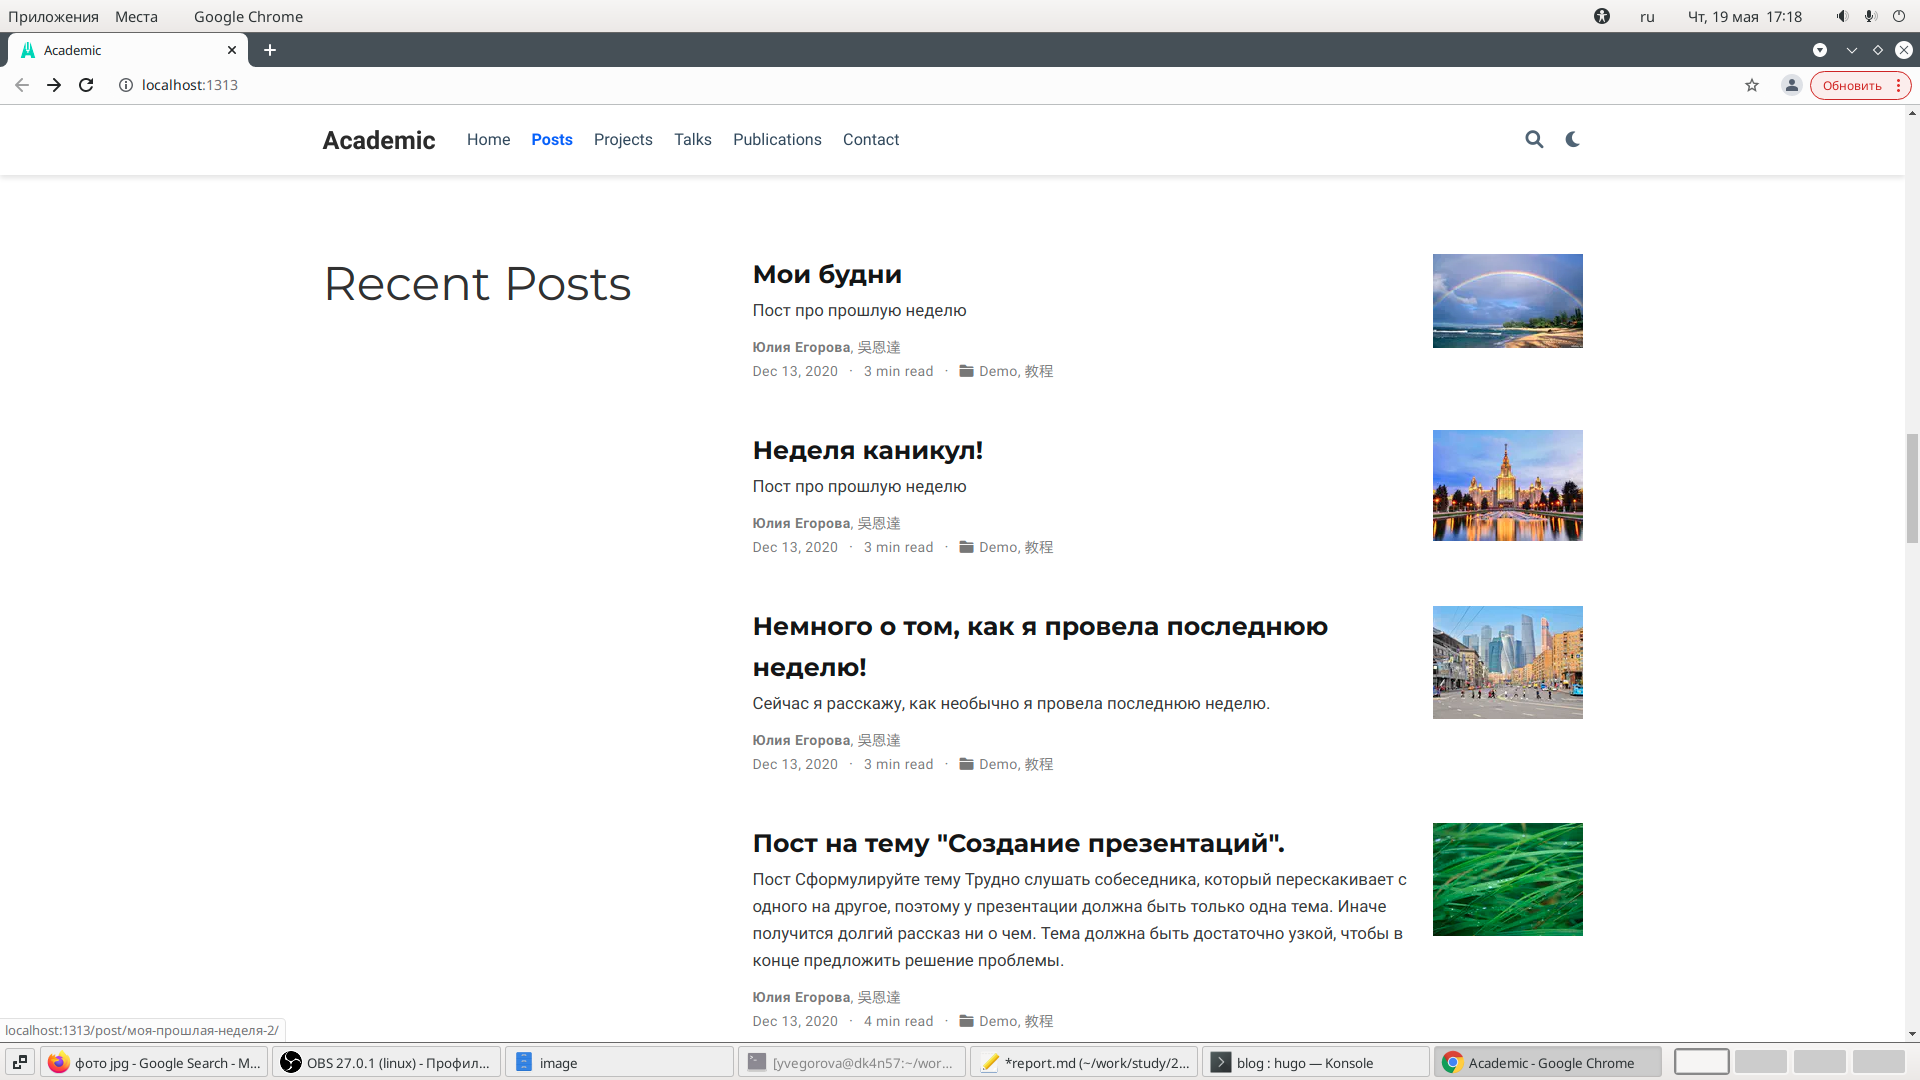 Приложения Места Google Chrome ru Чт, 19 мая 17:18
Academic
localhost:1313 Обновить
Academic Home Posts Projects Talks Publications Contact
Recent Posts
Мои будни
Пост про прошлую неделю
Юлия Егорова, 吳恩達
Dec 13, 2020 · 3 min read · Demo, 教程
Неделя каникул!
Пост про прошлую неделю
Юлия Егорова, 吳恩達
Dec 13, 2020 · 3 min read · Demo, 教程
Немного о том, как я провела последнюю
неделю!
Сейчас я расскажу, как необычно я провела последнюю неделю.
Юлия Егорова, 吳恩達
Dec 13, 2020 · 3 min read · Demo, 教程
Пост на тему "Создание презентаций".
Пост Сформулируйте тему Трудно слушать собеседника, который перескакивает с
одного на другое, поэтому у презентации должна быть только одна тема. Иначе
получится долгий рассказ ни о чем. Тема должна быть достаточно узкой, чтобы в
конце предложить решение проблемы.
Юлия Егорова, 吳恩達
Dec 13, 2020 · 4 min read · Demo, 教程
localhost:1313/post/моя-прошлая-неделя-2/
фото jpg - Google Search - M... OBS 27.0.1 (linux) - Профил... image [yvegorova@dk4n57:~/wor... *report.md (~/work/study/2... blog : hugo — Konsole Academic - Google Chrome